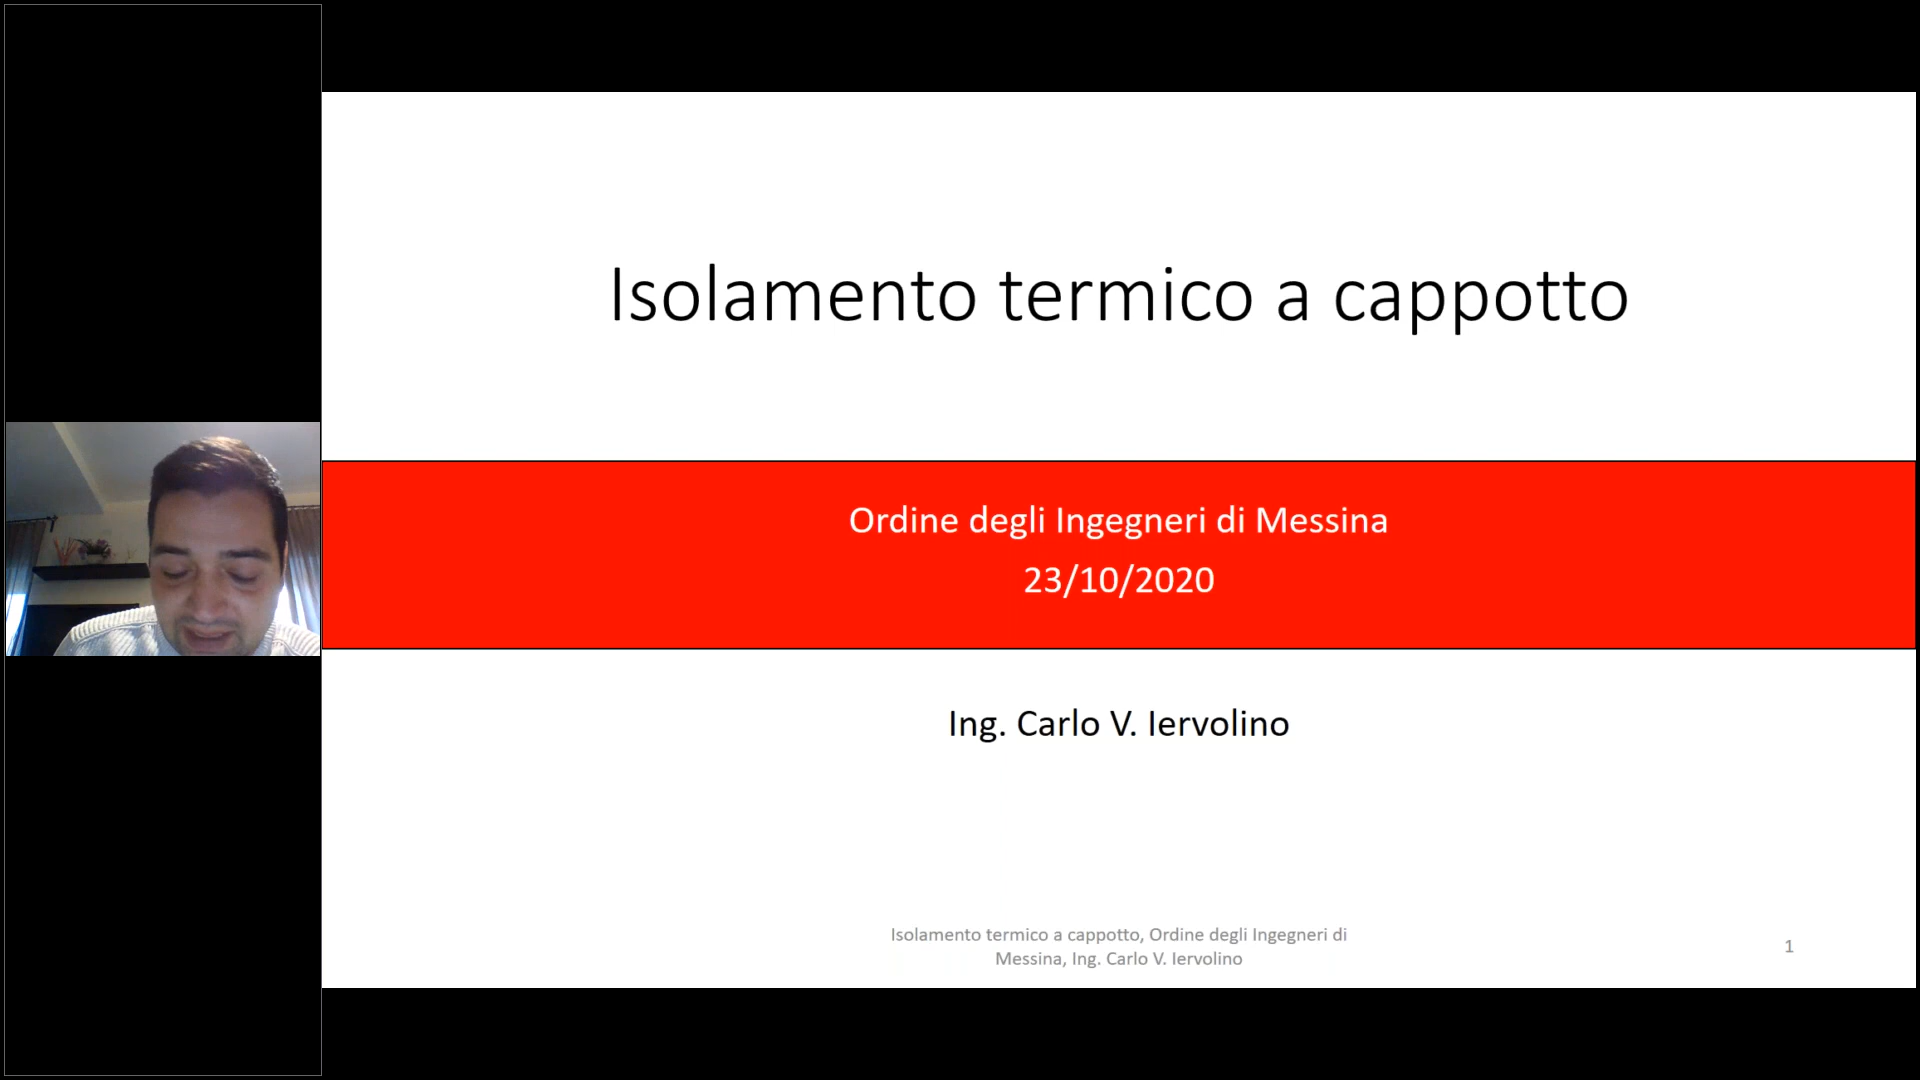 Isolamento termico a cappotto
Ordine degli Ingegneri di Messina
23/10/2020
Ing. Carlo V. Iervolino
Isolamento termico a cappotto, Ordine degli Ingegneri di
Messina, Ing. Carlo V. Iervolino
1